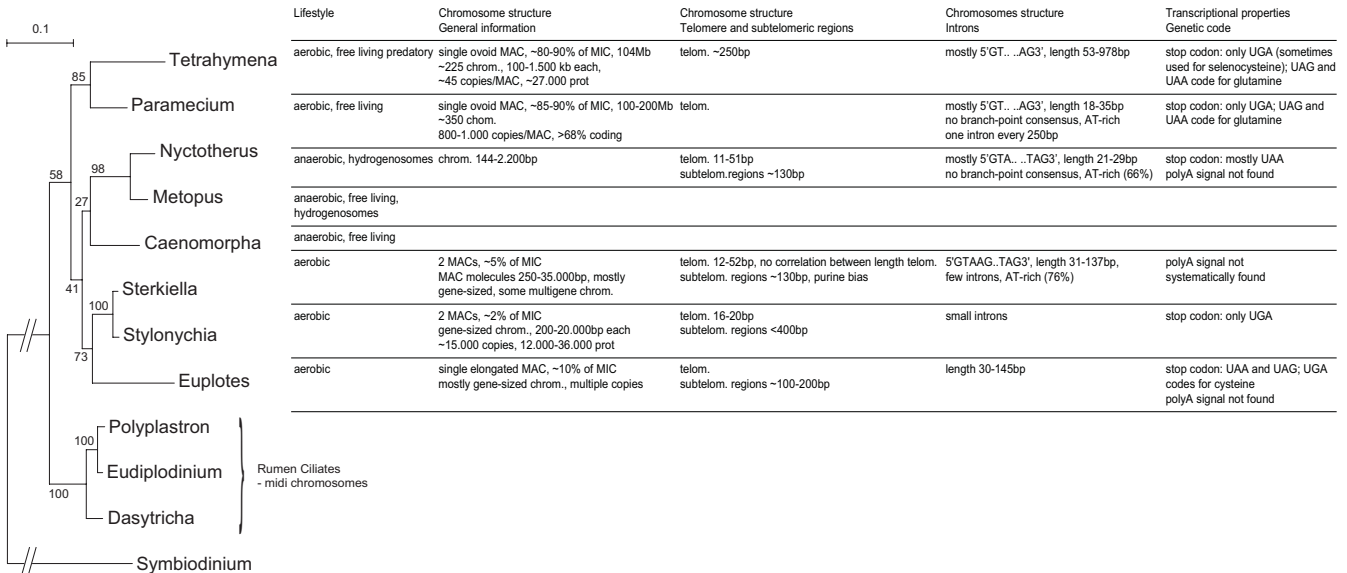 0.1
Lifestyle
Chromosome structure
General information
Chromosome structure
Telomere and subtelomeric regions
Chromosomes structure
Introns
Transcriptional properties
Genetic code
Tetrahymena
aerobic, free living predatory
single ovoid MAC, ~80-90% of MIC, 104Mb
~225 chrom., 100-1.500 kb each,
~45 copies/MAC, ~27.000 prot
telom. ~250bp
mostly 5'GT.. ..AG3', length 53-978bp
stop codon: only UGA (sometimes
used for selenocysteine); UAG and
UAA code for glutamine
85
Paramecium
aerobic, free living
single ovoid MAC, ~85-90% of MIC, 100-200Mb
~350 chom.
800-1.000 copies/MAC, >68% coding
telom.
mostly 5'GT.. ..AG3', length 18-35bp
no branch-point consensus, AT-rich
one intron every 250bp
stop codon: only UGA; UAG and
UAA code for glutamine
Nyctotherus
anaerobic, hydrogenosomes
chrom. 144-2.200bp
telom. 11-51bp
subtelom.regions ~130bp
mostly 5'GTA.. ..TAG3', length 21-29bp
no branch-point consensus, AT-rich (66%)
stop codon: mostly UAA
polyA signal not found
58
98
Metopus
anaerobic, free living,
hydrogenosomes
27
Caenomorpha
anaerobic, free living
Sterkiella
aerobic
2 MACs, ~5% of MIC
MAC molecules 250-35.000bp, mostly
gene-sized, some multigene chrom.
telom. 12-52bp, no correlation between length telom.
subtelom. regions ~130bp, purine bias
5'GTAAG..TAG3', length 31-137bp,
few introns, AT-rich (76%)
polyA signal not
systematically found
41
100
Stylonychia
aerobic
2 MACs, ~2% of MIC
gene-sized chrom., 200-20.000bp each
~15.000 copies, 12.000-36.000 prot
telom. 16-20bp
subtelom. regions <400bp
small introns
stop codon: only UGA
73
Euplotes
aerobic
single elongated MAC, ~10% of MIC
mostly gene-sized chrom., multiple copies
telom.
subtelom. regions ~100-200bp
length 30-145bp
stop codon: UAA and UAG; UGA
codes for cysteine
polyA signal not found
Polyplastron
100
Eudiplodinium
Rumen Ciliates
- midi chromosomes
100
Dasytricha
Symbiodinium